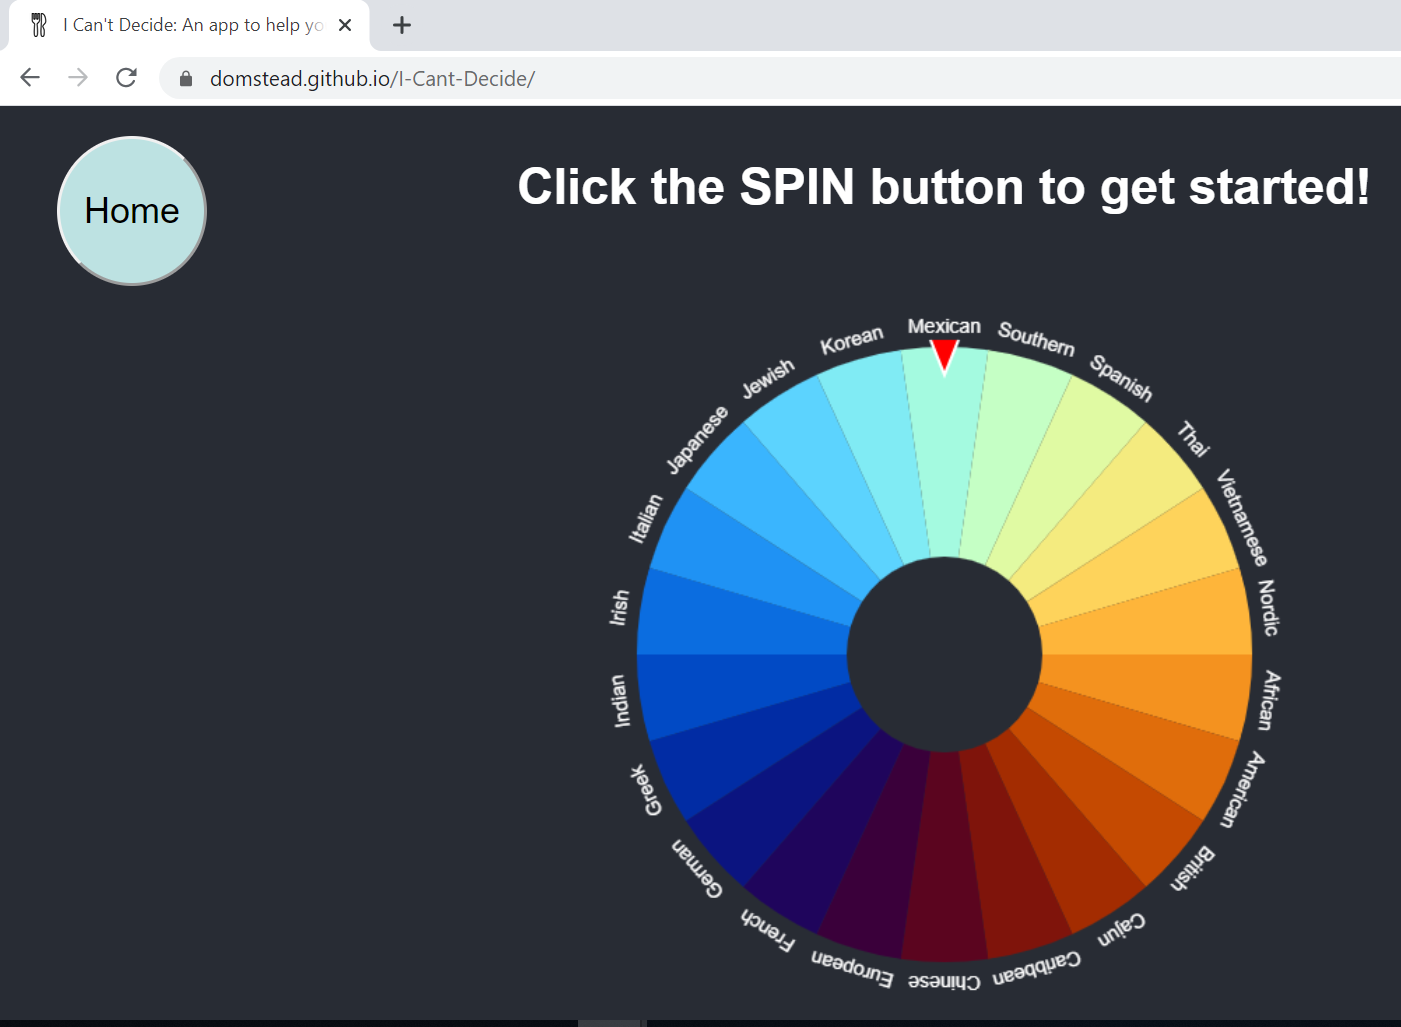 I Can't Decide: An app to help yo
domstead.github.io/I-Cant-Decide/
Home
Click the SPIN button to get started!
Mexican
Southern
Spanish
Thai
Vietnamese
Nordic
African
American
British
Cajun
Caribbean
Chinese
European
French
German
Greek
Indian
Irish
Italian
Japanese
Jewish
Korean